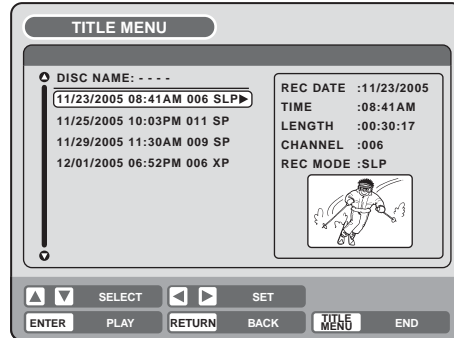 TITLE MENU
DISC NAME: - - - -
11/23/2005 08:41AM 006 SLP▶
11/25/2005 10:03PM 011 SP
11/29/2005 11:30AM 009 SP
12/01/2005 06:52PM 006 XP
REC DATE :11/23/2005
TIME :08:41AM
LENGTH :00:30:17
CHANNEL :006
REC MODE :SLP
▲ ▼ SELECT ◀ ▶ SET
ENTER PLAY RETURN BACK TITLE MENU END